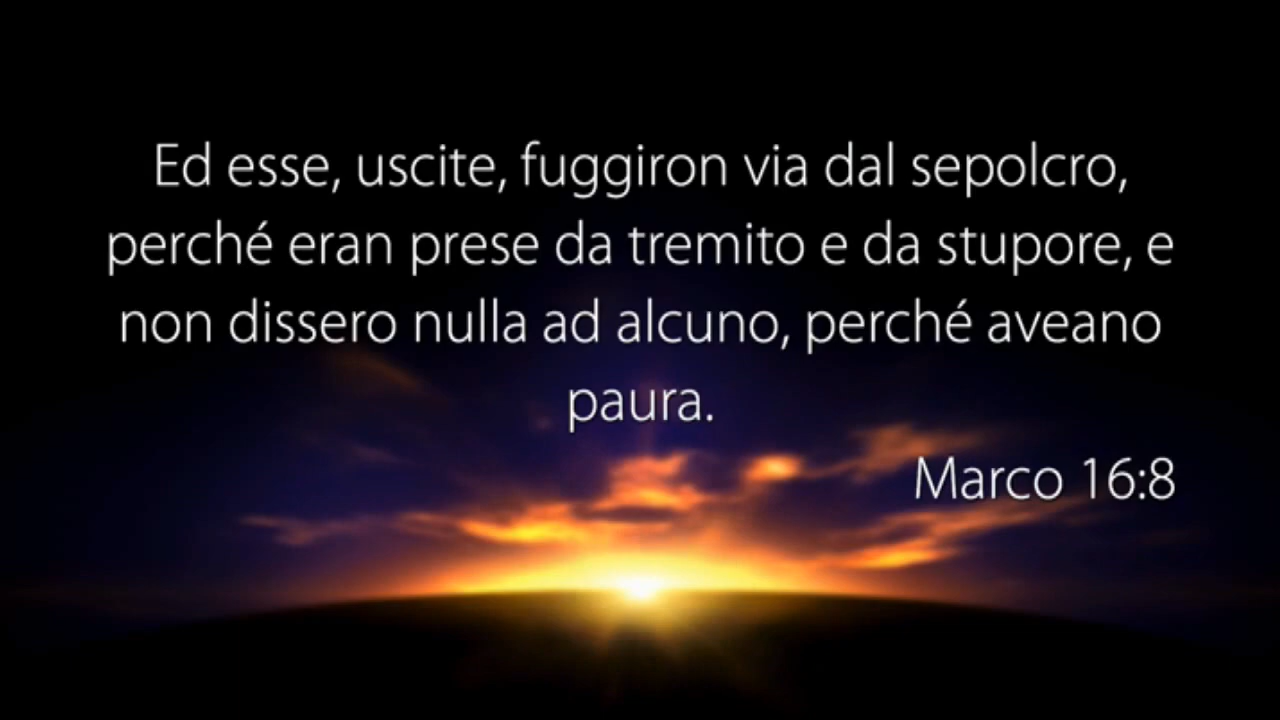 Ed esse, uscite, fuggiron via dal sepolcro,
perché eran prese da tremito e da stupore, e
non dissero nulla ad alcuno, perché aveano
paura.
Marco 16:8